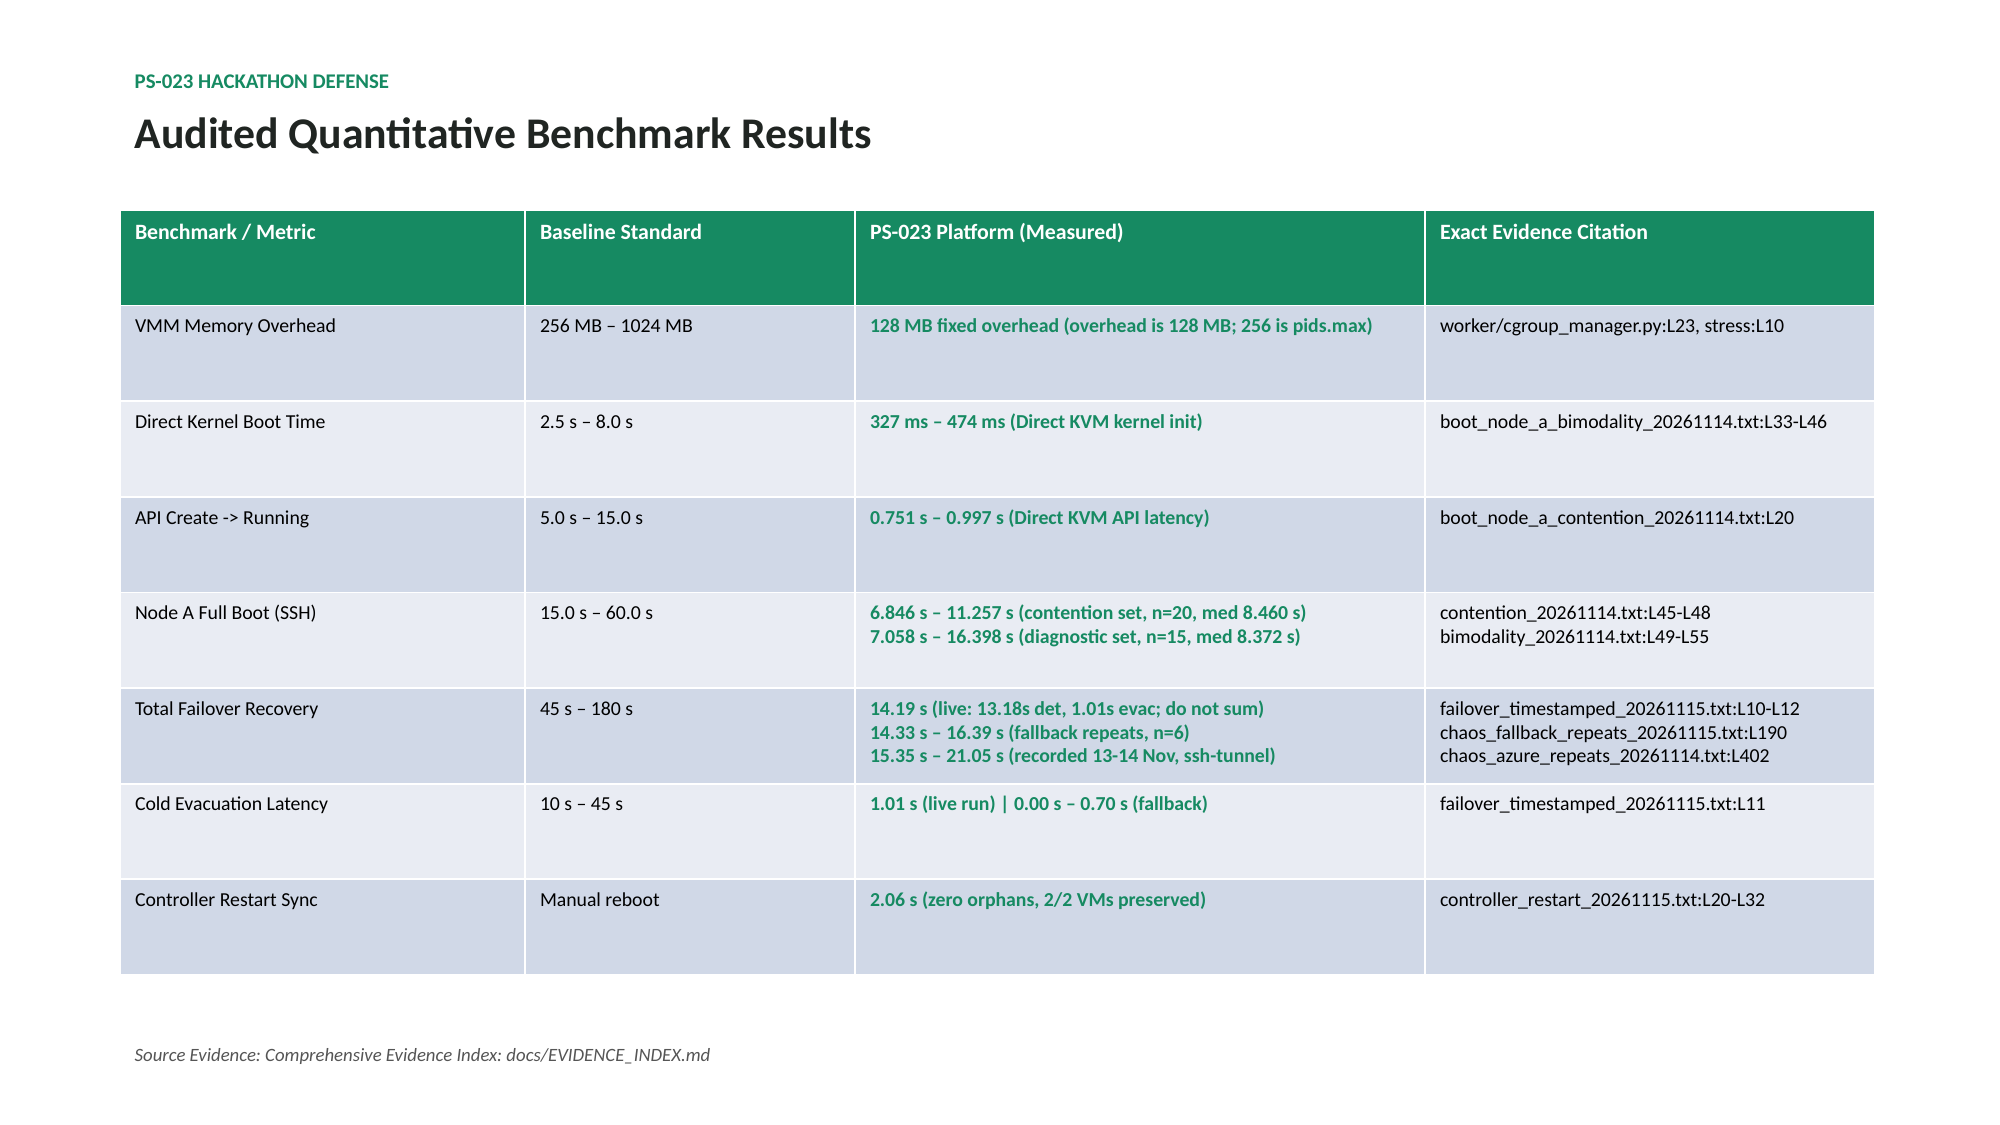 PS-023 HACKATHON DEFENSE
Audited Quantitative Benchmark Results
Benchmark / Metric
Baseline Standard
PS-023 Platform (Measured)
Exact Evidence Citation
VMM Memory Overhead
256 MB – 1024 MB
128 MB fixed overhead (overhead is 128 MB; 256 is pids.max)
worker/cgroup_manager.py:L23, stress:L10
Direct Kernel Boot Time
2.5 s – 8.0 s
327 ms – 474 ms (Direct KVM kernel init)
boot_node_a_bimodality_20261114.txt:L33-L46
API Create -> Running
5.0 s – 15.0 s
0.751 s – 0.997 s (Direct KVM API latency)
boot_node_a_contention_20261114.txt:L20
Node A Full Boot (SSH)
15.0 s – 60.0 s
6.846 s – 11.257 s (contention set, n=20, med 8.460 s)
7.058 s – 16.398 s (diagnostic set, n=15, med 8.372 s)
contention_20261114.txt:L45-L48
bimodality_20261114.txt:L49-L55
Total Failover Recovery
45 s – 180 s
14.19 s (live: 13.18s det, 1.01s evac; do not sum)
14.33 s – 16.39 s (fallback repeats, n=6)
15.35 s – 21.05 s (recorded 13-14 Nov, ssh-tunnel)
failover_timestamped_20261115.txt:L10-L12
chaos_fallback_repeats_20261115.txt:L190
chaos_azure_repeats_20261114.txt:L402
Cold Evacuation Latency
10 s – 45 s
1.01 s (live run) | 0.00 s – 0.70 s (fallback)
failover_timestamped_20261115.txt:L11
Controller Restart Sync
Manual reboot
2.06 s (zero orphans, 2/2 VMs preserved)
controller_restart_20261115.txt:L20-L32
Source Evidence: Comprehensive Evidence Index: docs/EVIDENCE_INDEX.md